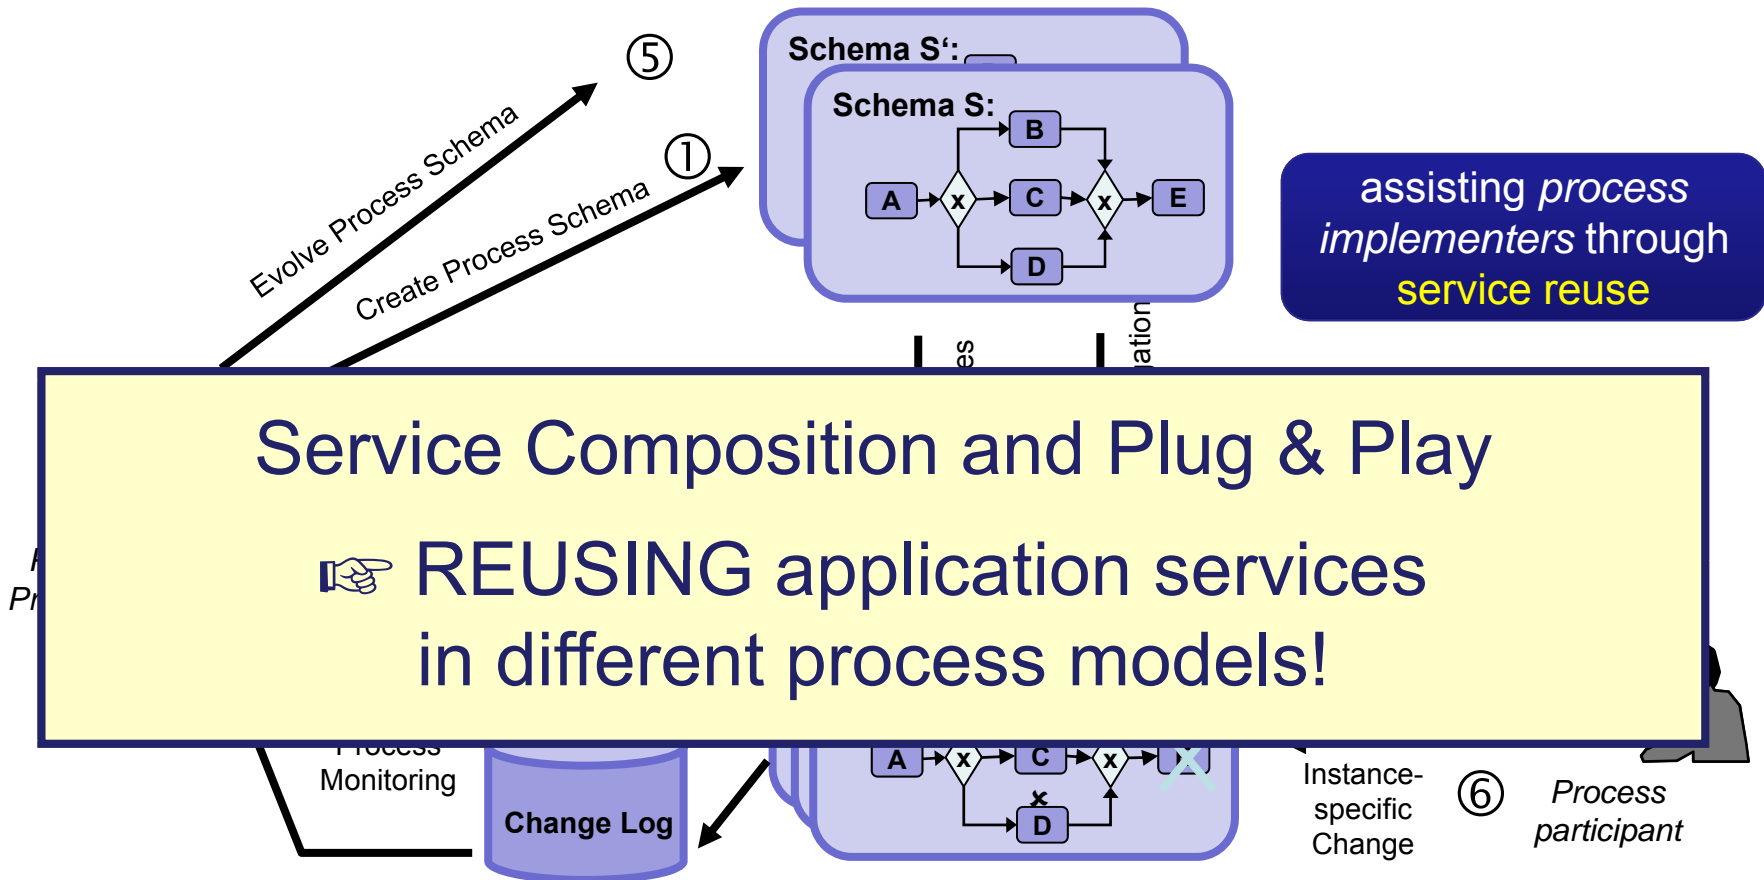 ⑤
Schema S‘:
Schema S:
①
Evolve Process Schema
Create Process Schema
B
A
x
C
x
E
D
assisting process
implementers through
service reuse
Service Composition and Plug & Play
☞ REUSING application services
in different process models!
Process
Monitoring
Change Log
A
x
C
x
x
D
Instance-
specific
Change
⑥
Process
participant